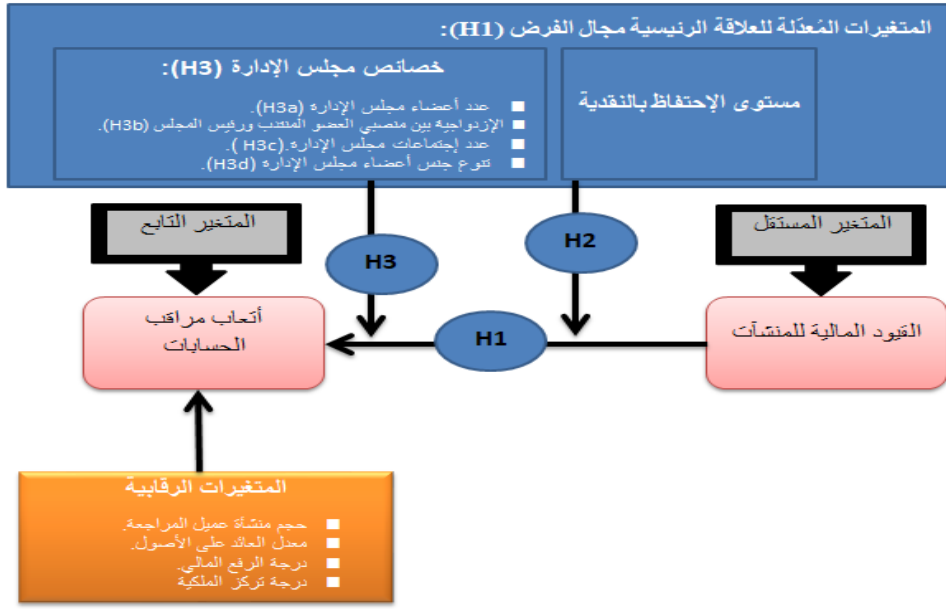 المتغيرات المُعدّلة للعلاقة الرئيسية مجال الفرض (H1):
مستوى الإحتفاظ بالنقدية
خصائص مجلس الإدارة (H3):
عدد أعضاء مجلس الإدارة (H3a).
الإزدواجية بين منصبي العضو المنتدب ورئيس المجلس (H3b).
عدد إجتماعات مجلس الإدارة.(H3c ).
تنوع جنس أعضاء مجلس الإدارة (H3d).
المتغير المستقل
المتغير التابع
H2
H3
القيود المالية للمنشآت
H1
أتعاب مراقب
الحسابات
المتغيرات الرقابية
حجم منشأة عميل المراجعة.
معدل العائد على الأصول.
درجة الرفع المالي.
درجة تركز الملكية